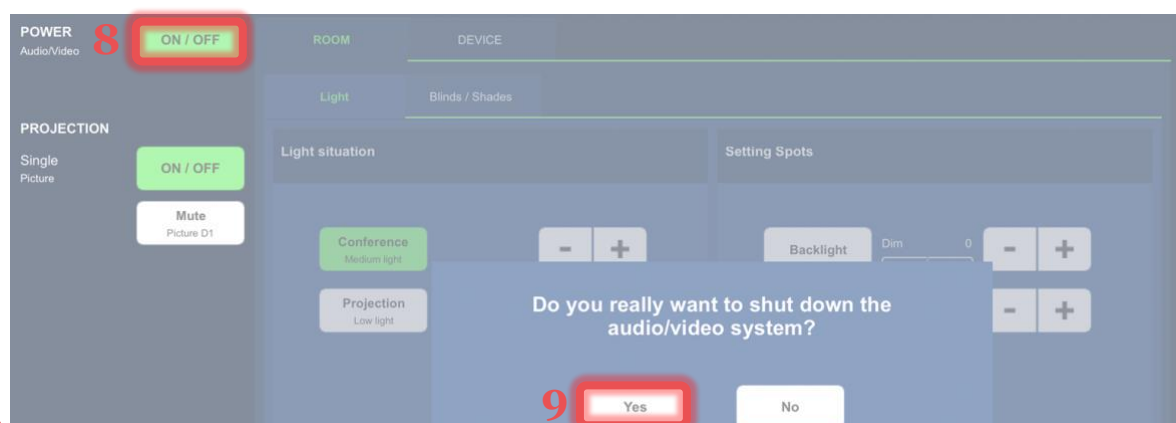 POWER
Audio/Video
8
ON / OFF
ROOM
DEVICE
Light
Blinds / Shades
PROJECTION
Single
Picture
ON / OFF
Mute
Picture D1
Light situation
Setting Spots
Conference
Medium light
- +
Backlight
Dim 0
- +
Projection
Low light
- +
Do you really want to shut down the
audio/video system?
9
Yes
No